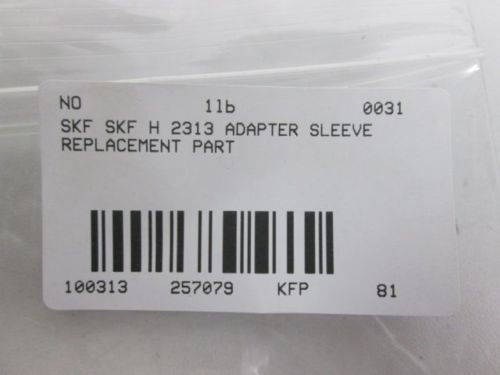 NO 1lb 0031
SKF SKF H 2313 ADAPTER SLEEVE
REPLACEMENT PART
100313 257079 KFP 81